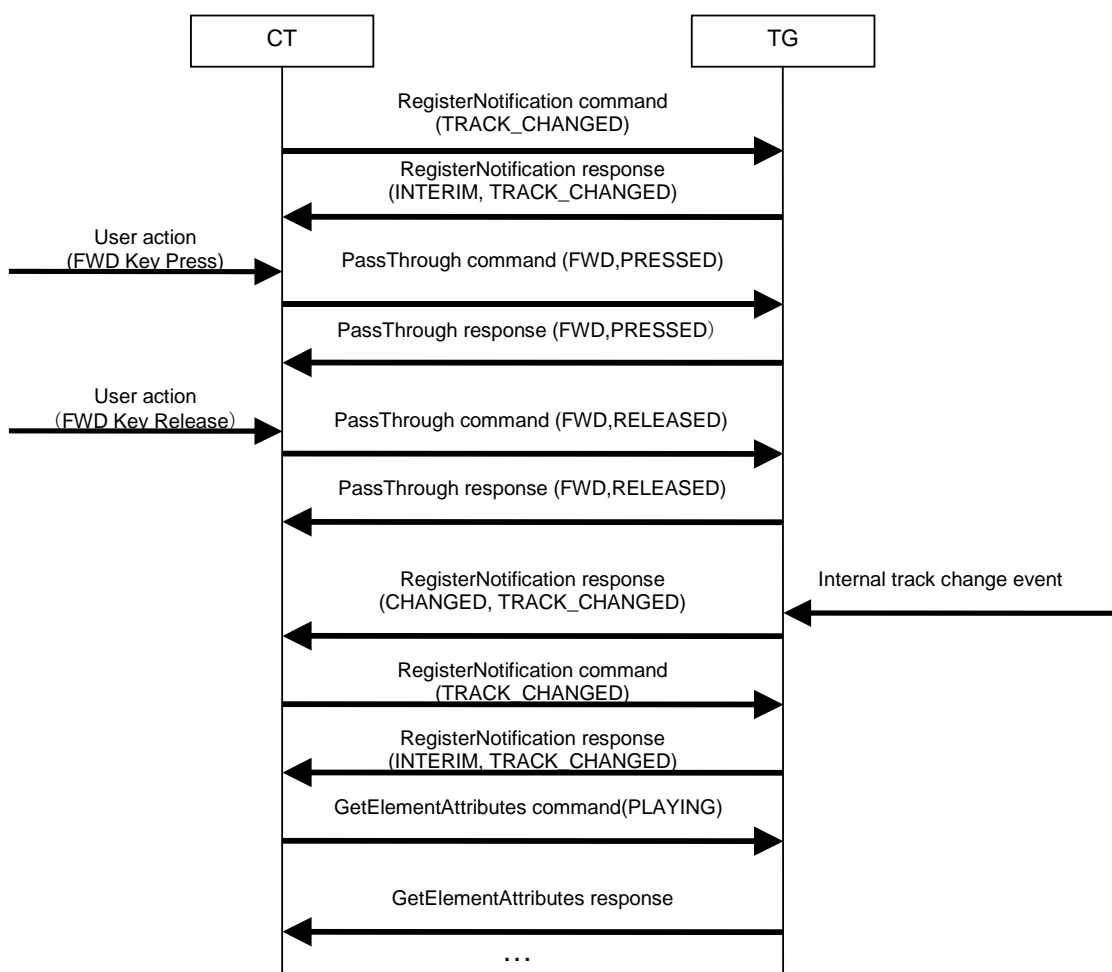 CT
TG
RegisterNotification command
(TRACK_CHANGED)
RegisterNotification response
(INTERIM, TRACK_CHANGED)
User action
(FWD Key Press)
PassThrough command (FWD,PRESSED)
PassThrough response (FWD,PRESSED）
User action
（FWD Key Release）
PassThrough command (FWD,RELEASED)
PassThrough response (FWD,RELEASED)
RegisterNotification response
(CHANGED, TRACK_CHANGED)
Internal track change event
RegisterNotification command
(TRACK_CHANGED)
RegisterNotification response
(INTERIM, TRACK_CHANGED)
GetElementAttributes command(PLAYING)
GetElementAttributes response
…